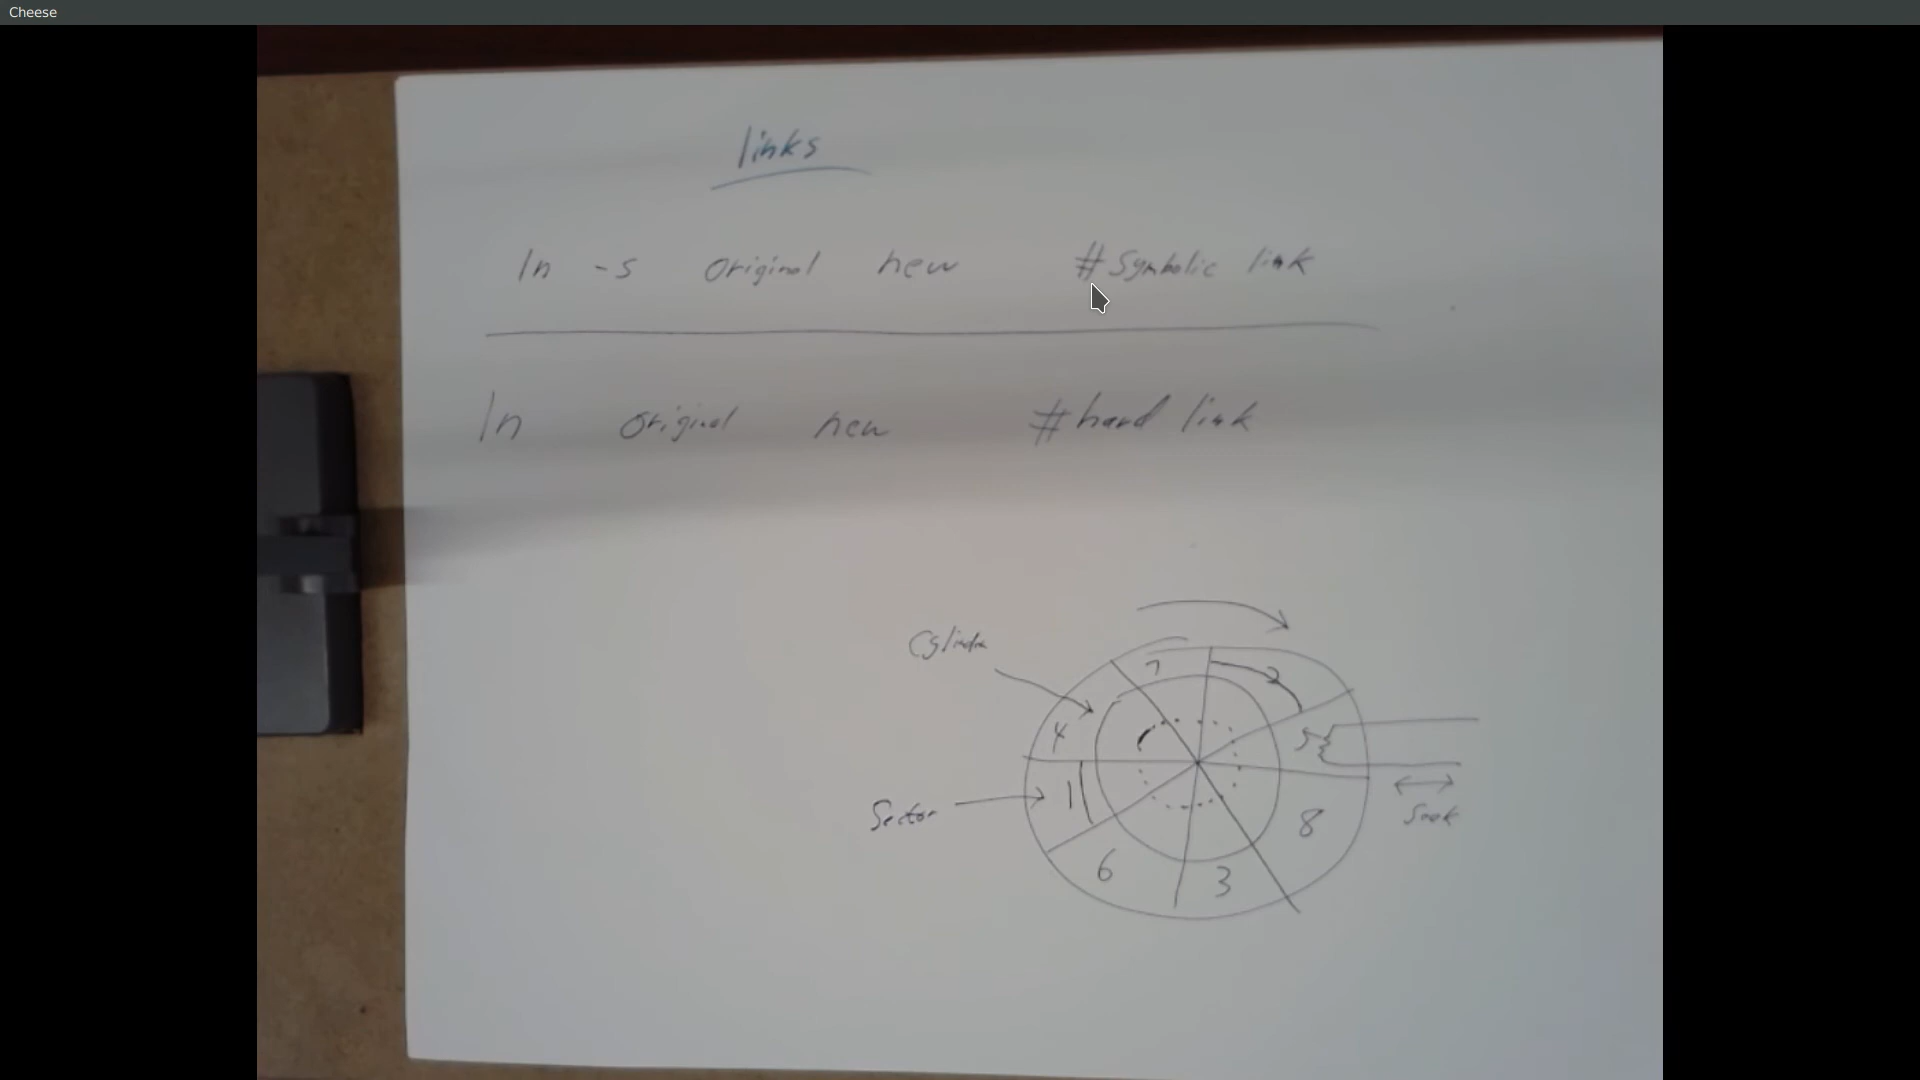 Cheese
links
ln -s original new #Symbolic link
ln original new #hard link
Cylinder
7
2
4
5
Sector
1
Seek
8
6
3